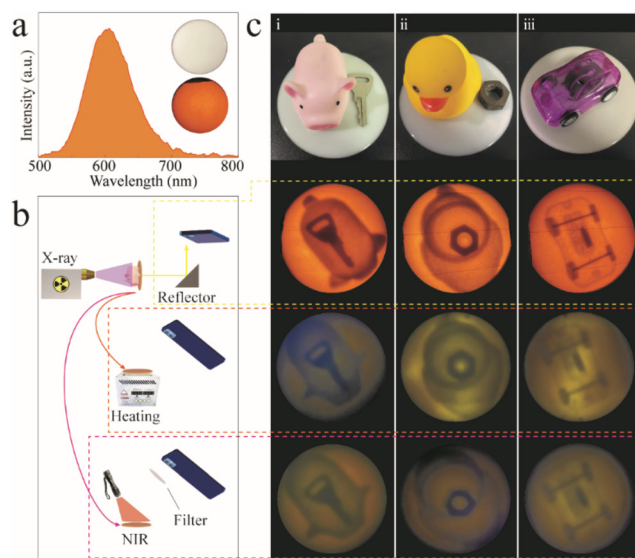 a
Intensity (a.u.)
500 600 700 800
Wavelength (nm)
b
X-ray
Reflector
Heating
NIR
Filter
c
i ii iii